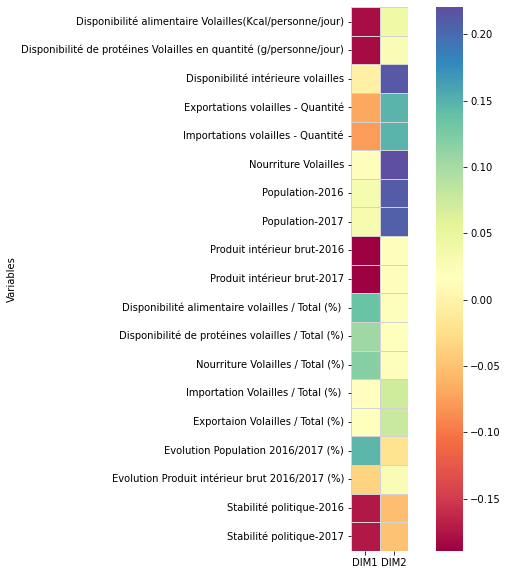 Disponibilité alimentaire Volailles(Kcal/personne/jour)
Disponibilité de protéines Volailles en quantité (g/personne/jour)
Disponibilité intérieure volailles
Exportations volailles - Quantité
Importations volailles - Quantité
Nourriture Volailles
Population-2016
Population-2017
Produit intérieur brut-2016
Produit intérieur brut-2017
Disponibilité alimentaire volailles / Total (%)
Disponibilité de protéines volailles / Total (%)
Nourriture Volailles / Total (%)
Importation Volailles / Total (%)
Exportaion Volailles / Total (%)
Evolution Population 2016/2017 (%)
Evolution Produit intérieur brut 2016/2017 (%)
Stabilité politique-2016
Stabilité politique-2017
Variables
DIM1 DIM2
0.20
0.15
0.10
0.05
0.00
−0.05
−0.10
−0.15